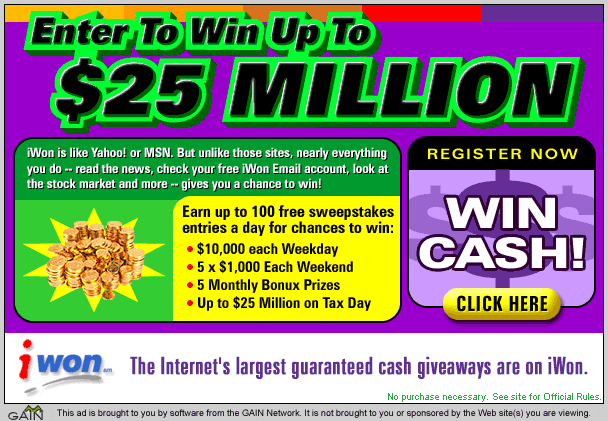 Enter To Win Up To
$25 MILLION
iWon is like Yahoo! or MSN. But unlike those sites, nearly everything
you do -- read the news, check your free iWon Email account, look at
the stock market and more -- gives you a chance to win!
Earn up to 100 free sweepstakes
entries a day for chances to win:
• $10,000 each Weekday
• 5 x $1,000 Each Weekend
• 5 Monthly Bonux Prizes
• Up to $25 Million on Tax Day
REGISTER NOW
WIN
CASH!
CLICK HERE
iwon sm
The Internet's largest guaranteed cash giveaways are on iWon.
No purchase necessary. See site for Official Rules.
GAIN
This ad is brought to you by software from the GAIN Network. It is not brought to you or sponsored by the Web site(s) you are viewing.